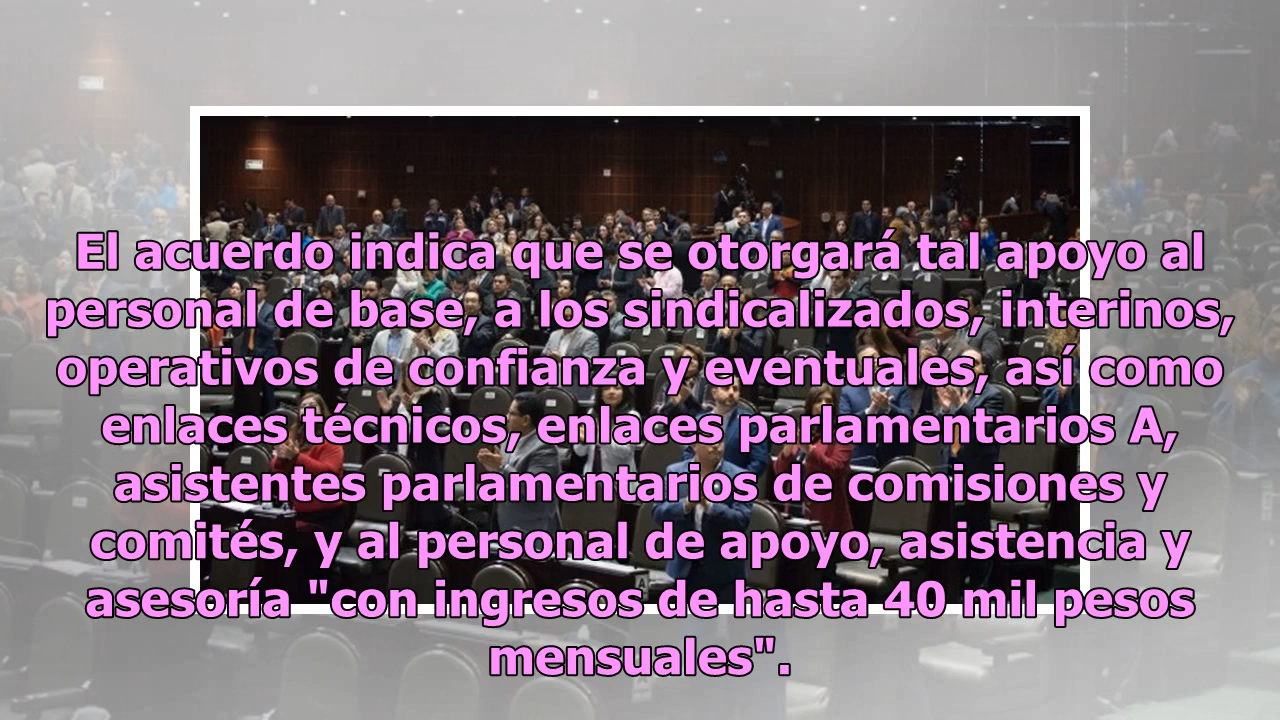 El acuerdo indica que se otorgará tal apoyo al
personal de base, a los sindicalizados, interinos,
operativos de confianza y eventuales, así como
enlaces técnicos, enlaces parlamentarios A,
asistentes parlamentarios de comisiones y
comités, y al personal de apoyo, asistencia y
asesoría "con ingresos de hasta 40 mil pesos
mensuales".